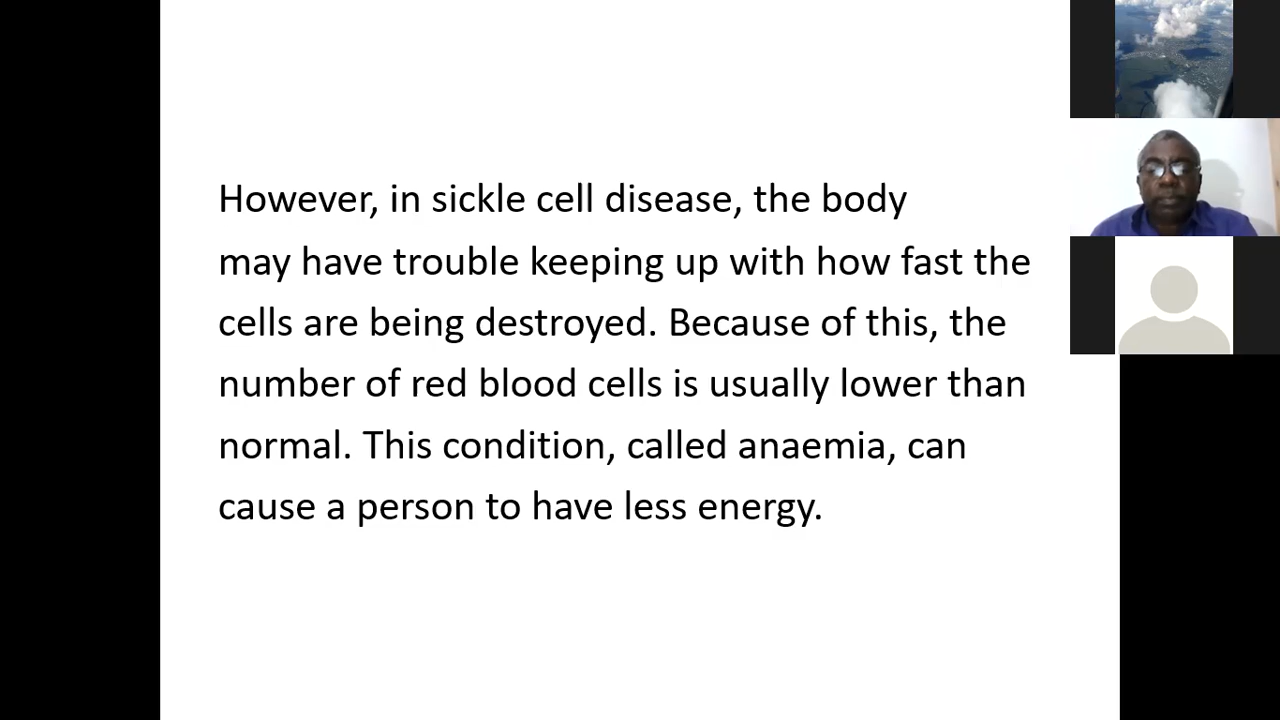 However, in sickle cell disease, the body
may have trouble keeping up with how fast the
cells are being destroyed. Because of this, the
number of red blood cells is usually lower than
normal. This condition, called anaemia, can
cause a person to have less energy.